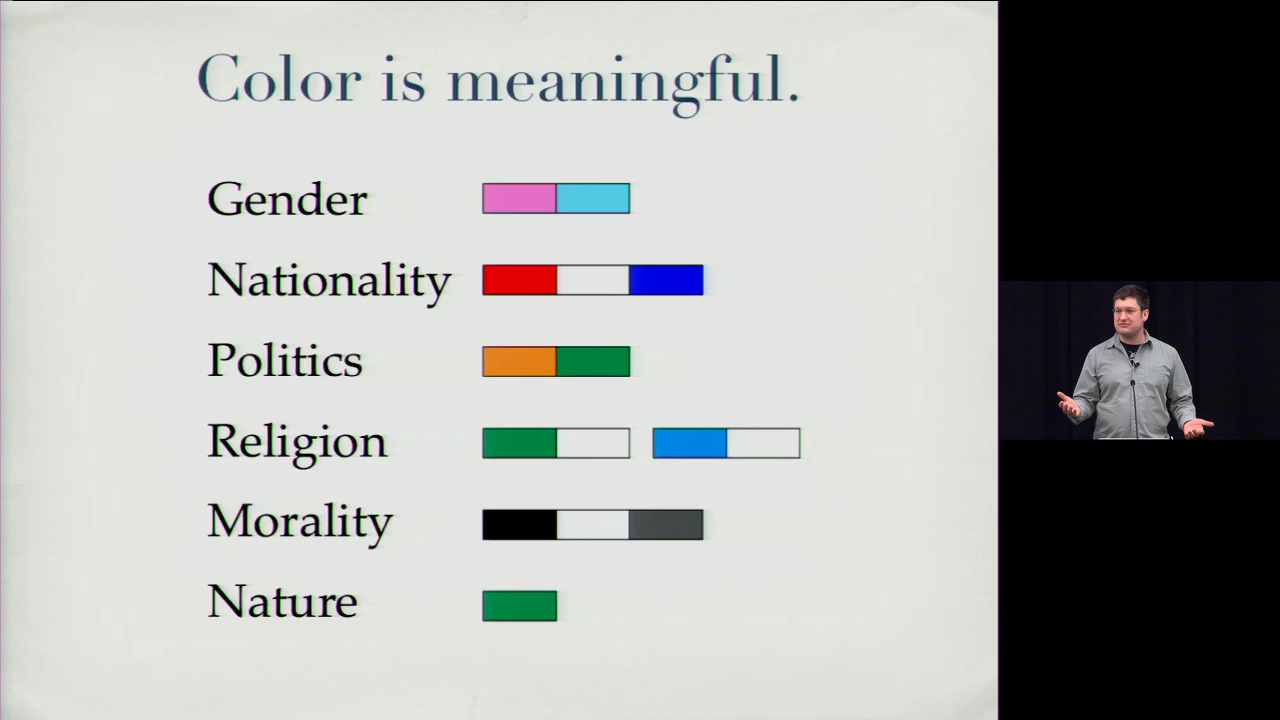 Color is meaningful.
Gender
Nationality
Politics
Religion
Morality
Nature